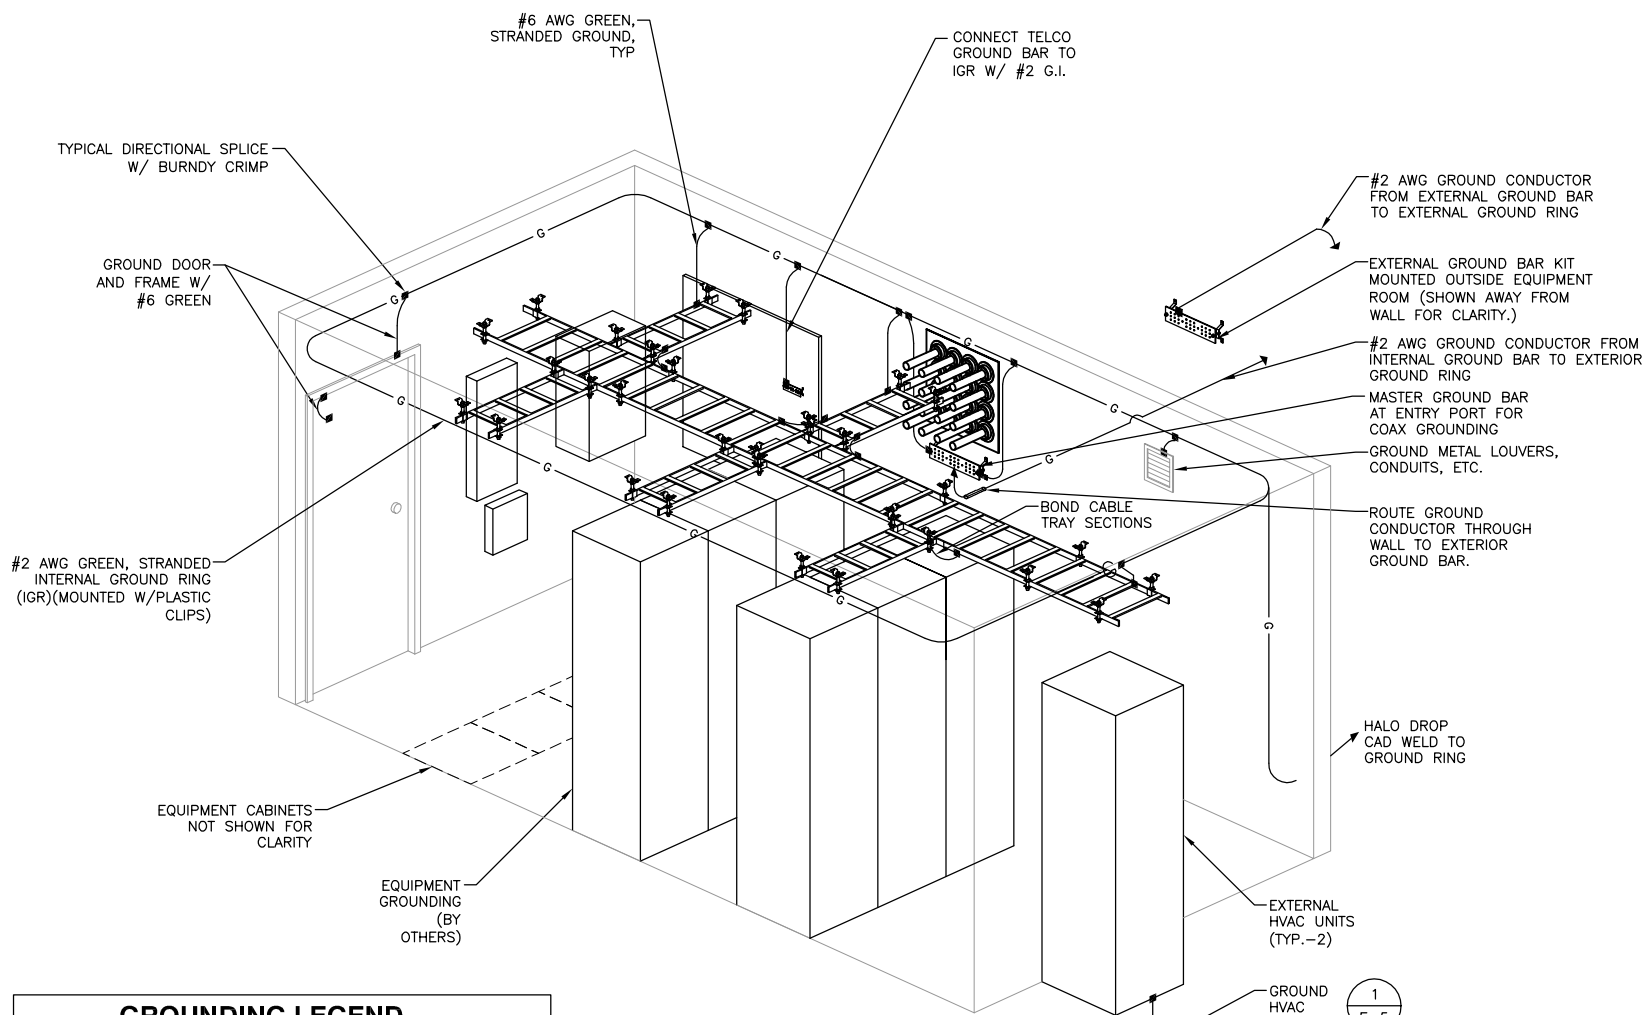 #6 AWG GREEN,
STRANDED GROUND,
TYP
CONNECT TELCO
GROUND BAR TO
IGR W/ #2 G.I.
TYPICAL DIRECTIONAL SPLICE
W/ BURNDY CRIMP
#2 AWG GROUND CONDUCTOR
FROM EXTERNAL GROUND BAR
TO EXTERNAL GROUND RING
GROUND DOOR
AND FRAME W/
#6 GREEN
EXTERNAL GROUND BAR KIT
MOUNTED OUTSIDE EQUIPMENT
ROOM (SHOWN AWAY FROM
WALL FOR CLARITY.)
#2 AWG GROUND CONDUCTOR FROM
INTERNAL GROUND BAR TO EXTERIOR
GROUND RING
MASTER GROUND BAR
AT ENTRY PORT FOR
COAX GROUNDING
GROUND METAL LOUVERS,
CONDUITS, ETC.
G
G
G
G
G
G
G
G
G
G
G
BOND CABLE
TRAY SECTIONS
ROUTE GROUND
CONDUCTOR THROUGH
WALL TO EXTERIOR
GROUND BAR.
#2 AWG GREEN, STRANDED
INTERNAL GROUND RING
(IGR)(MOUNTED W/PLASTIC
CLIPS)
HALO DROP
CAD WELD TO
GROUND RING
EQUIPMENT CABINETS
NOT SHOWN FOR
CLARITY
EQUIPMENT
GROUNDING
(BY
OTHERS)
EXTERNAL
HVAC UNITS
(TYP.-2)
GROUND
HVAC
1
GROUNDING LEGEND